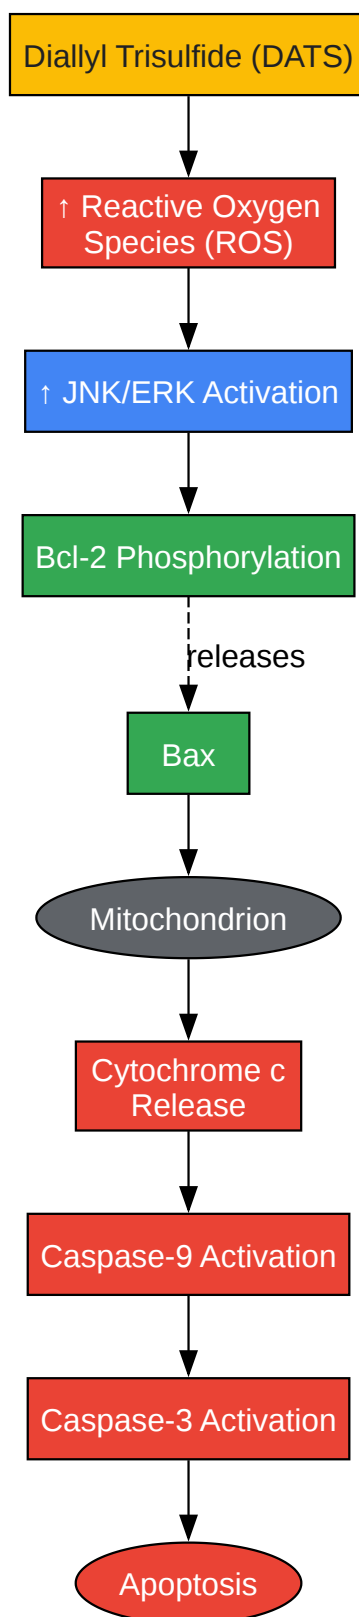 Diallyl Trisulfide (DATS)
↑ Reactive Oxygen
Species (ROS)
↑ JNK/ERK Activation
Bcl-2 Phosphorylation
releases
Bax
Mitochondrion
Cytochrome c
Release
Caspase-9 Activation
Caspase-3 Activation
Apoptosis